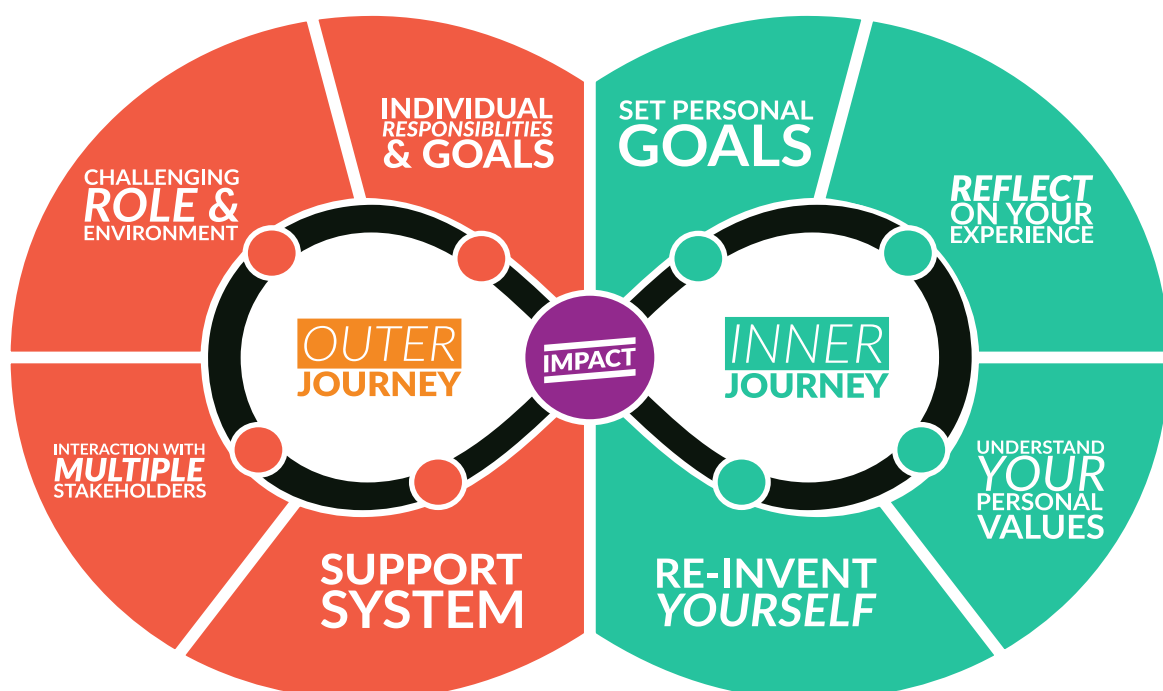 INDIVIDUAL
RESPONSIBLITIES
& GOALS
SET PERSONAL
GOALS
CHALLENGING
ROLE &
ENVIRONMENT
REFLECT
ON YOUR
EXPERIENCE
OUTER
JOURNEY
IMPACT
INNER
JOURNEY
INTERACTION WITH
MULTIPLE
STAKEHOLDERS
UNDERSTAND
YOUR
PERSONAL
VALUES
SUPPORT
SYSTEM
RE-INVENT
YOURSELF